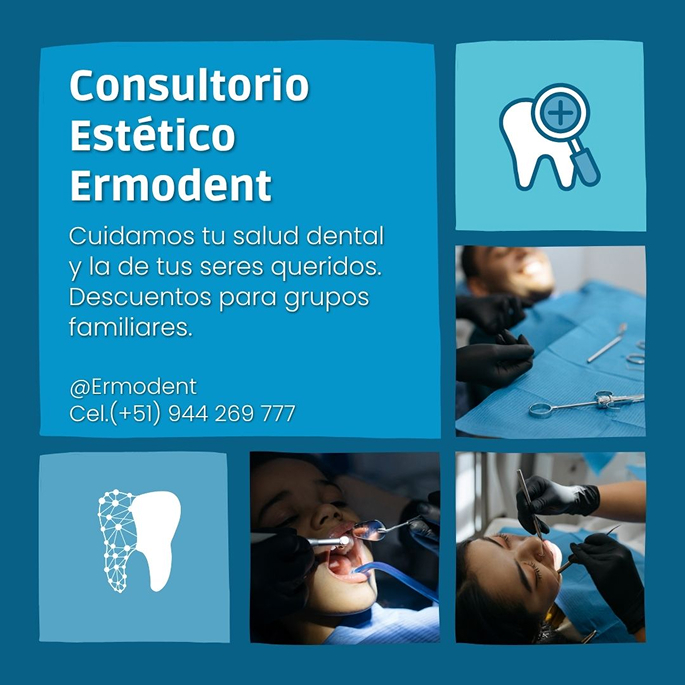 Consultorio
Estético
Ermodent
Cuidamos tu salud dental
y la de tus seres queridos.
Descuentos para grupos
familiares.
@Ermodent
Cel.(+51) 944 269 777